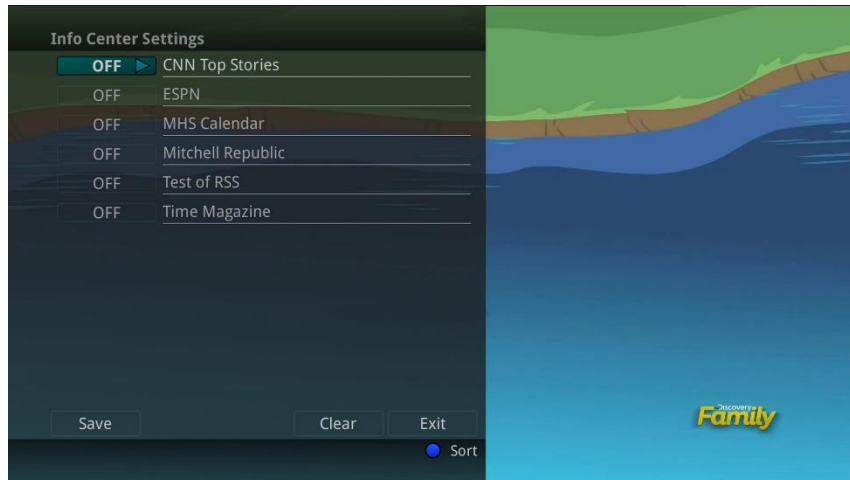 Info Center Settings
OFF CNN Top Stories
OFF ESPN
OFF MHS Calendar
OFF Mitchell Republic
OFF Test of RSS
OFF Time Magazine
Save Clear Exit
Sort
Discovery
Family